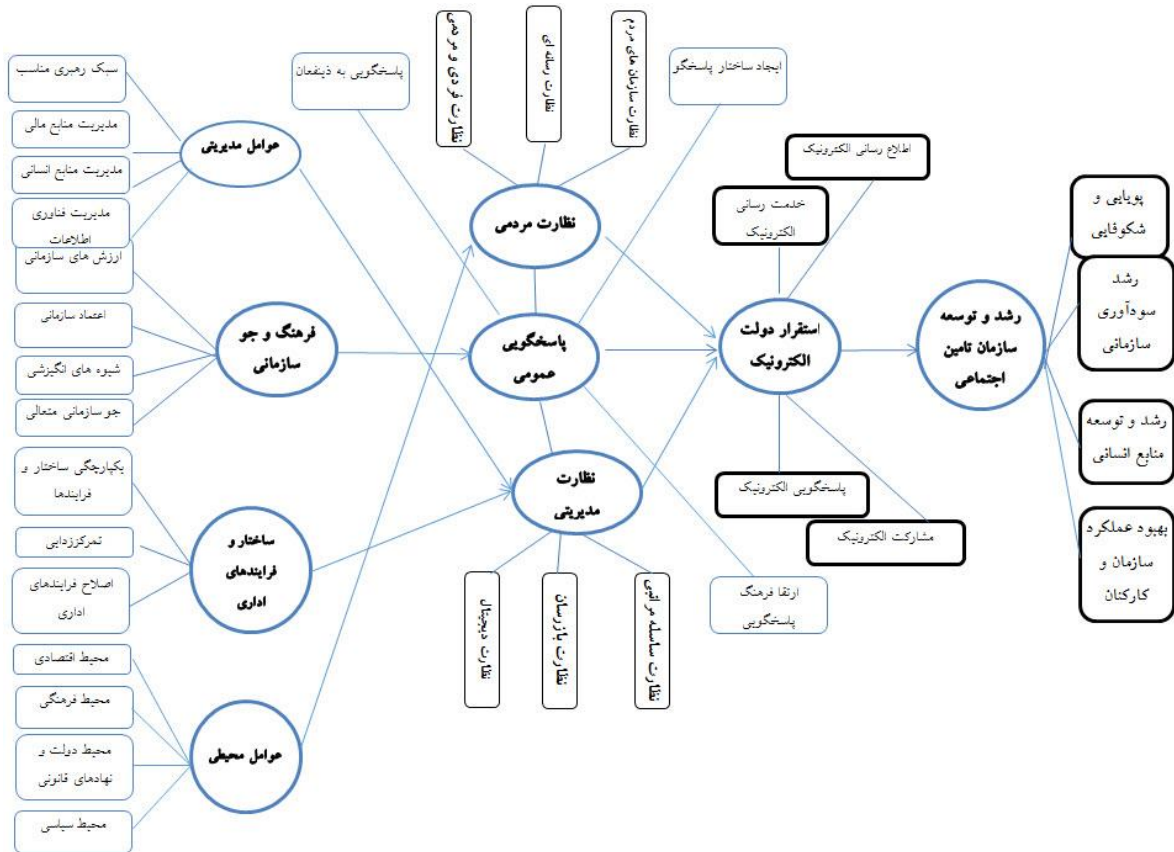 سبک رهبری مناسب
مدیریت منابع مالی
مدیریت منابع انسانی
مدیریت فناوری
اطلاعات
عوامل مدیریتی
ارزش های سازمانی
اعتماد سازمانی
شیوه های انگیزشی
جو سازمانی متعالی
فرهنگ و جو
سازمانی
یکپارچگی ساختار و
فرایندها
تمرکززدایی
اصلاح فرایندهای
اداری
ساختار و
فرایندهای
اداری
محیط اقتصادی
محیط فرهنگی
محیط دولت و
نهادهای قانونی
محیط سیاسی
عوامل محیطی
پاسخگویی به ذینفعان
نظارت فردی و مردمی
نظارت رسانه ای
نظارت سازمان های مردم
ایجاد ساختار پاسخگو
نظارت مردمی
پاسخگویی
عمومی
نظارت
مدیریتی
نظارت دیجیتال
نظارت بازرسان
نظارت سلسله مراتبی
ارتقا فرهنگ
پاسخگویی
اطلاع رسانی الکترونیک
خدمت رسانی
الکترونیک
استقرار دولت
الکترونیک
پاسخگویی الکترونیک
مشارکت الکترونیک
رشد و توسعه
سازمان تامین
اجتماعی
پویایی و
شکوفایی
رشد
سودآوری
سازمانی
رشد و توسعه
منابع انسانی
بهبود عملکرد
سازمان و
کارکنان